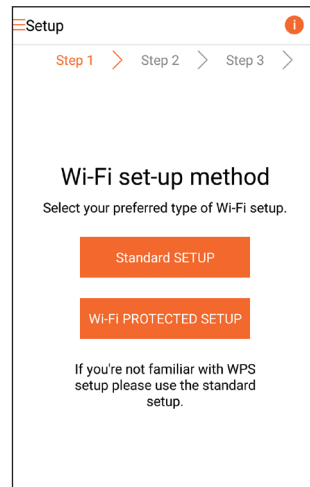 Setup
i
Step 1 Step 2 Step 3
Wi-Fi set-up method
Select your preferred type of Wi-Fi setup.
Standard SETUP
Wi-Fi PROTECTED SETUP
If you're not familiar with WPS
setup please use the standard
setup.